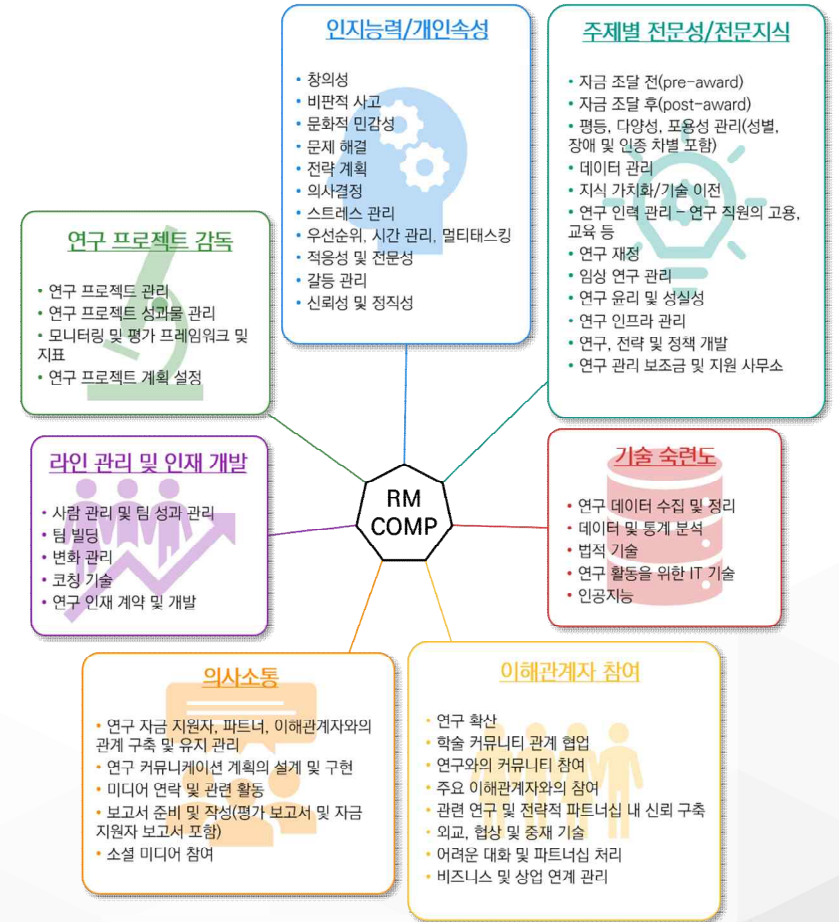 인지능력/개인속성
• 창의성
• 비판적 사고
• 문화적 민감성
• 문제 해결
• 전략 계획
• 의사결정
• 스트레스 관리
• 우선순위, 시간 관리, 멀티태스킹
• 적응성 및 전문성
• 갈등 관리
• 신뢰성 및 정직성
주제별 전문성/전문지식
• 자금 조달 전(pre-award)
• 자금 조달 후(post-award)
• 평등, 다양성, 포용성 관리(성별,
장애 및 인종 차별 포함)
• 데이터 관리
• 지식 가치화/기술 이전
• 연구 인력 관리 - 연구 직원의 고용,
교육 등
• 연구 재정
• 임상 연구 관리
• 연구 윤리 및 성실성
• 연구 인프라 관리
• 연구, 전략 및 정책 개발
• 연구 관리 보조금 및 지원 사무소
연구 프로젝트 감독
• 연구 프로젝트 관리
• 연구 프로젝트 성과물 관리
• 모니터링 및 평가 프레임워크 및
지표
• 연구 프로젝트 계획 설정
라인 관리 및 인재 개발
• 사람 관리 및 팀 성과 관리
• 팀 빌딩
• 변화 관리
• 코칭 기술
• 연구 인재 계약 및 개발
RM
COMP
기술 숙련도
• 연구 데이터 수집 및 정리
• 데이터 및 통계 분석
• 법적 기술
• 연구 활동을 위한 IT 기술
• 인공지능
의사소통
• 연구 자금 지원자, 파트너, 이해관계자와의
관계 구축 및 유지 관리
• 연구 커뮤니케이션 계획의 설계 및 구현
• 미디어 연락 및 관련 활동
• 보고서 준비 및 작성(평가 보고서 및 자금
지원자 보고서 포함)
• 소셜 미디어 참여
이해관계자 참여
• 연구 확산
• 학술 커뮤니티 관계 협업
• 연구와의 커뮤니티 참여
• 주요 이해관계자와의 참여
• 관련 연구 및 전략적 파트너십 내 신뢰 구축
• 외교, 협상 및 중재 기술
• 어려운 대화 및 파트너십 처리
• 비즈니스 및 상업 연계 관리